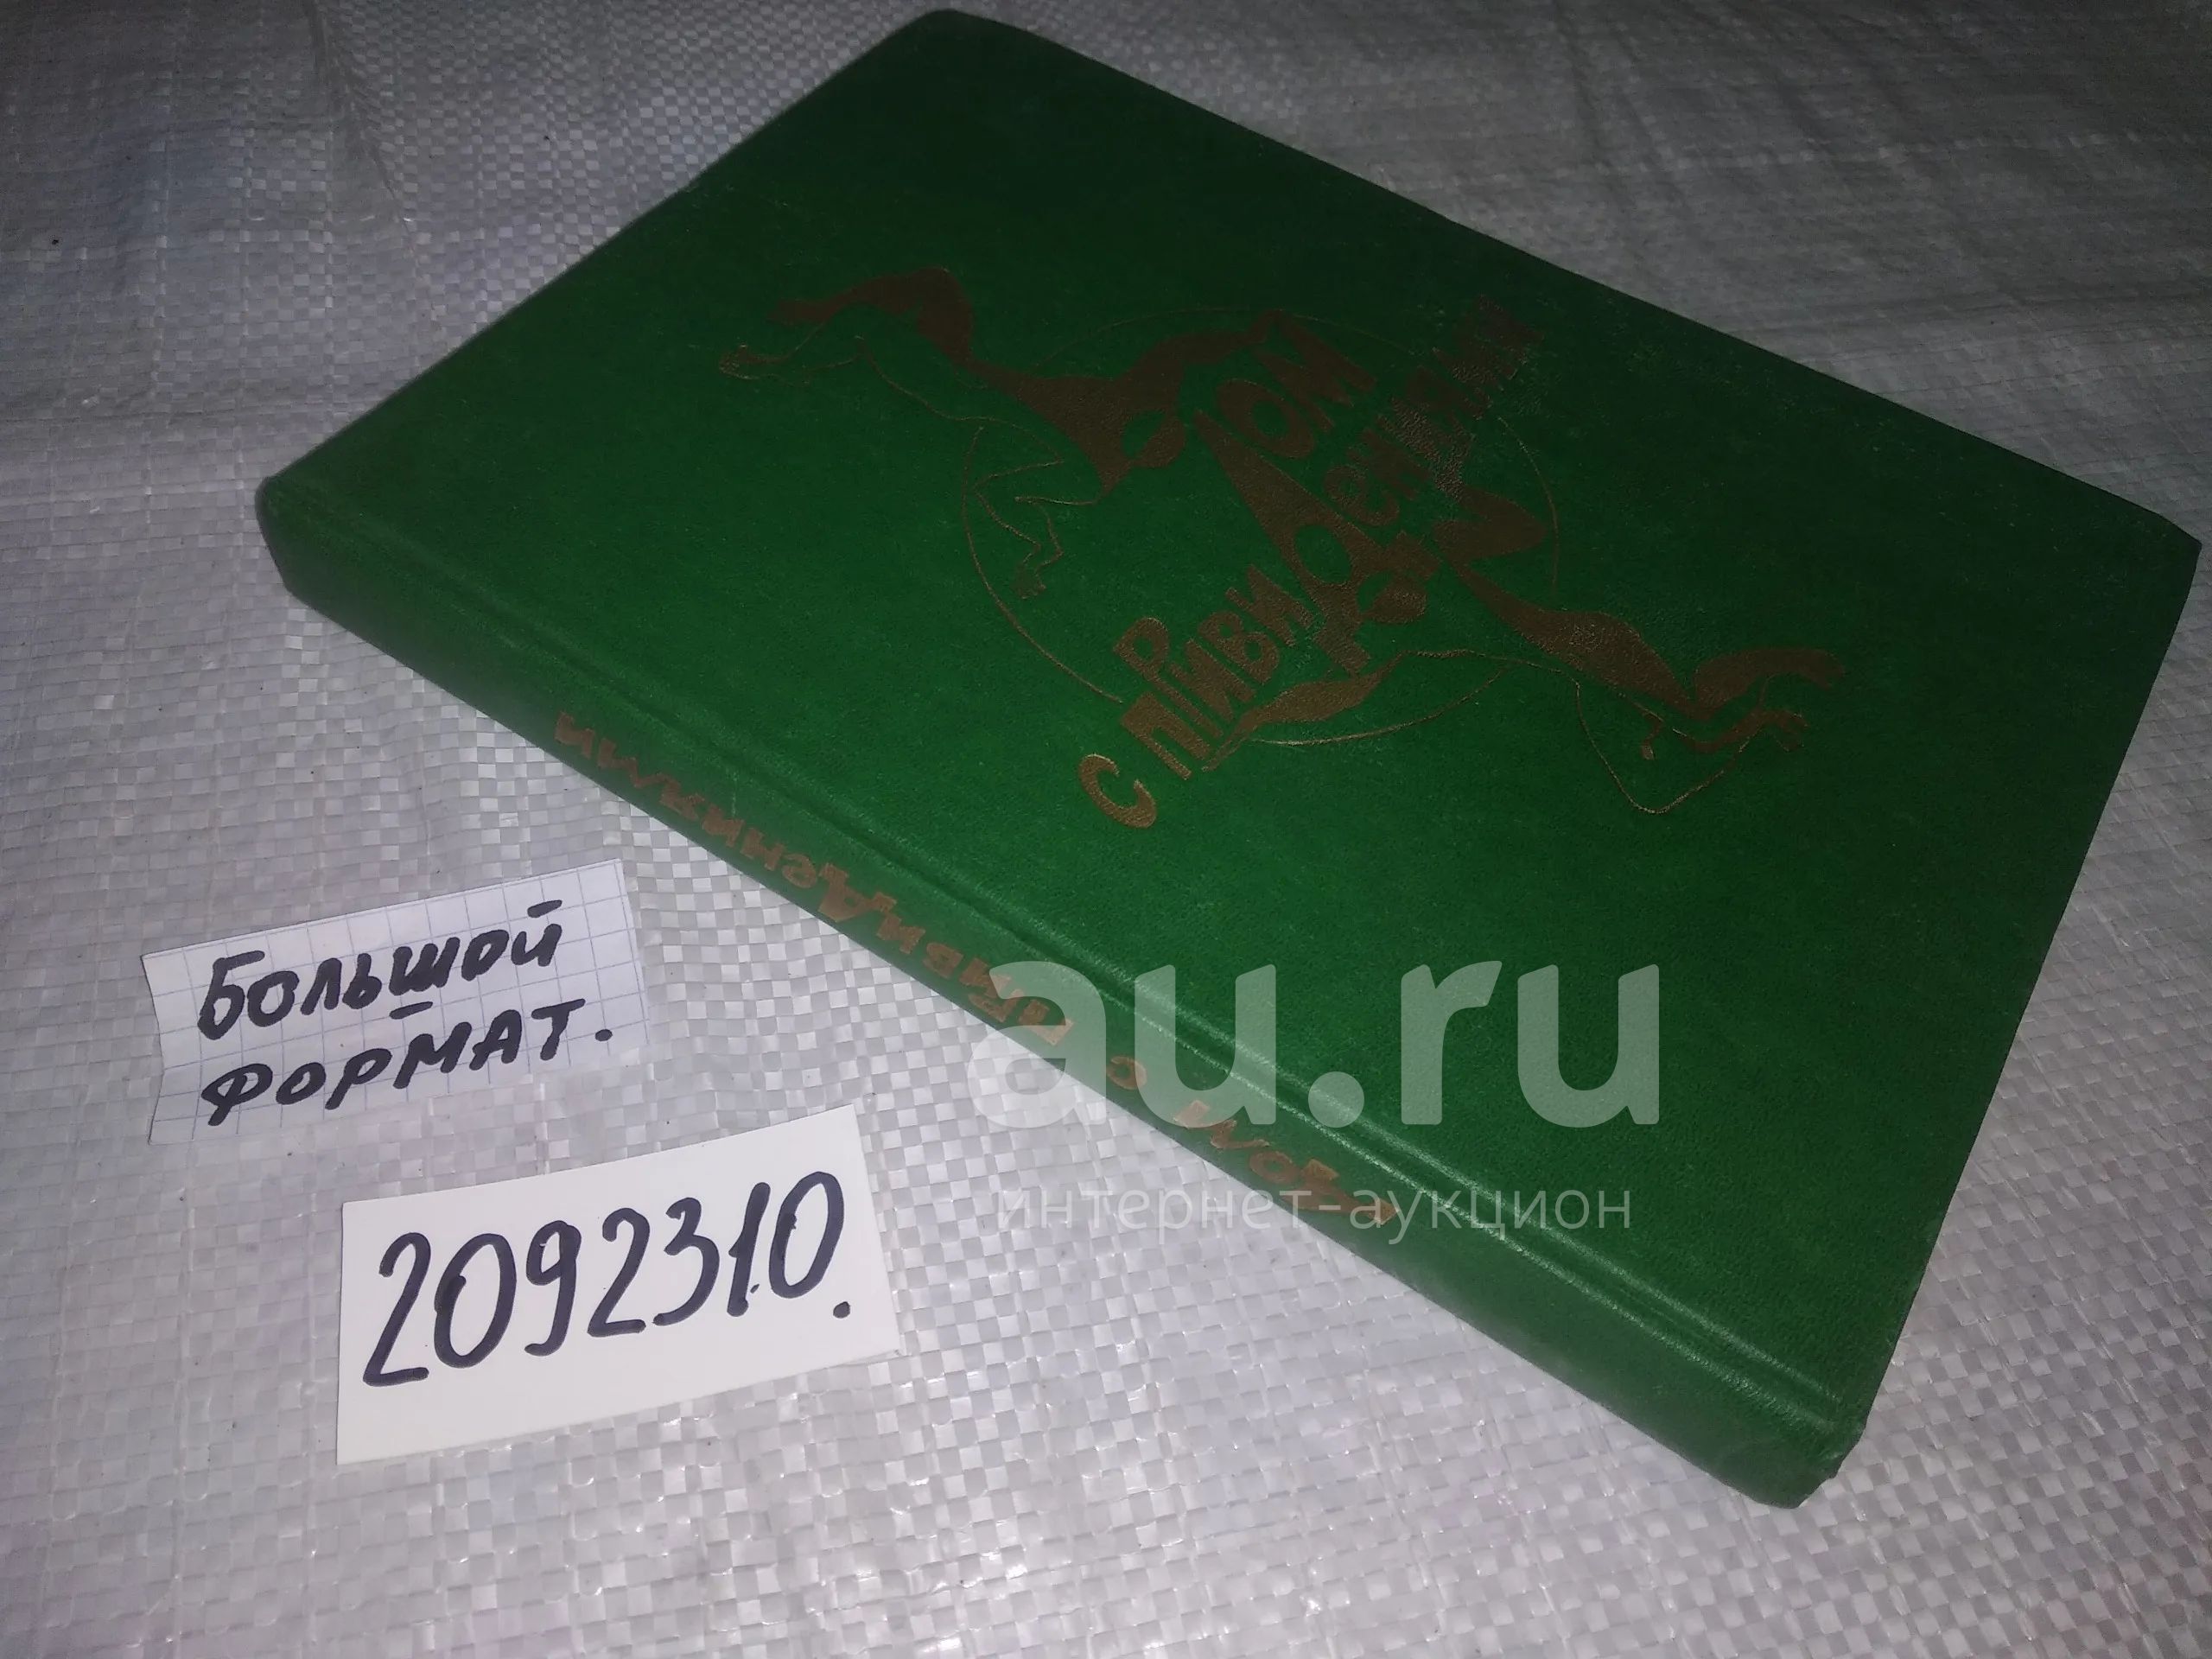 Дом
с привидениями
Дом с привидениями
Большой
формат.
2092310.
au.ru
интернет-аукцион